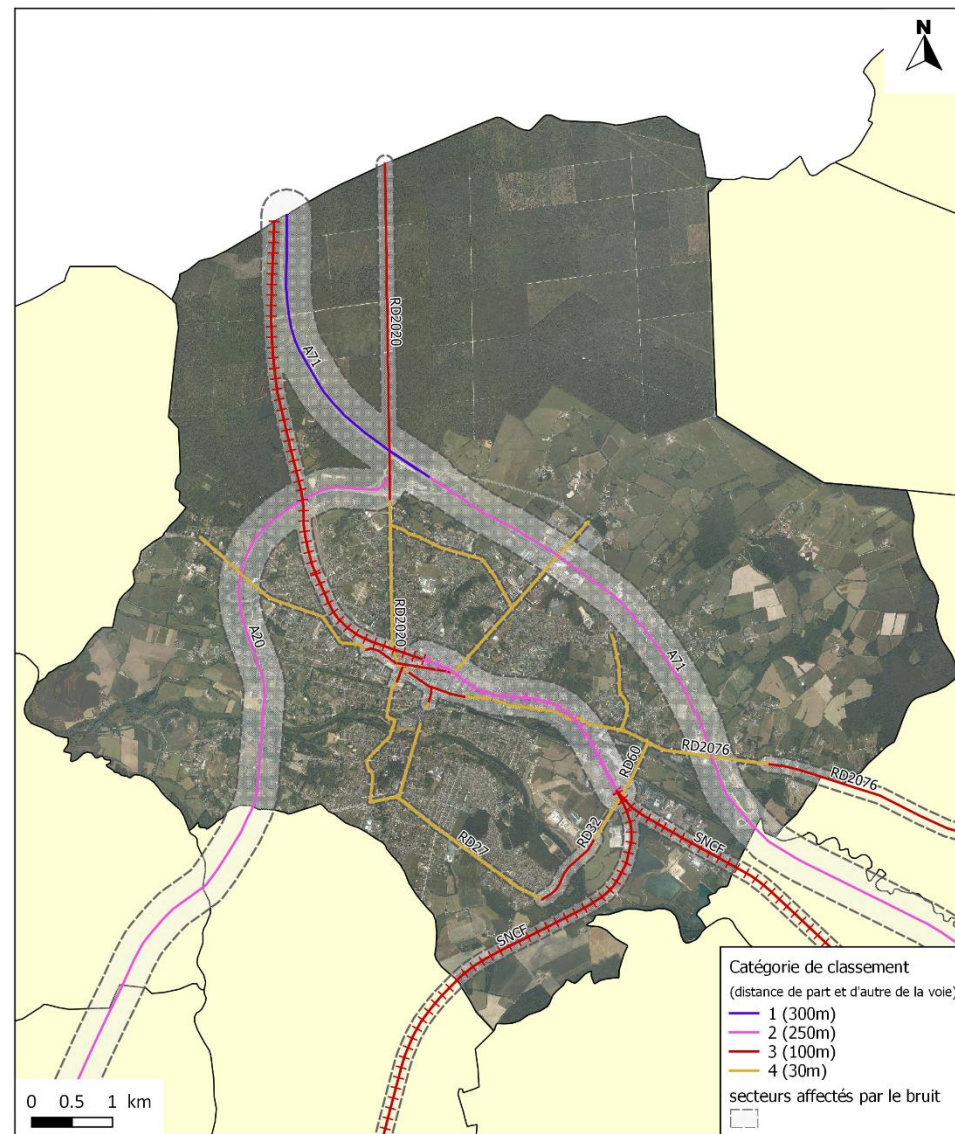 N
RD2020
A71
RD2020
A20
A71
RD2076
RD2076
RD60
RD32
RD27
SNCF
SNCF
Catégorie de classement
(distance de part et d'autre de la voie)
1 (300m)
2 (250m)
3 (100m)
4 (30m)
secteurs affectés par le bruit
0 0.5 1 km